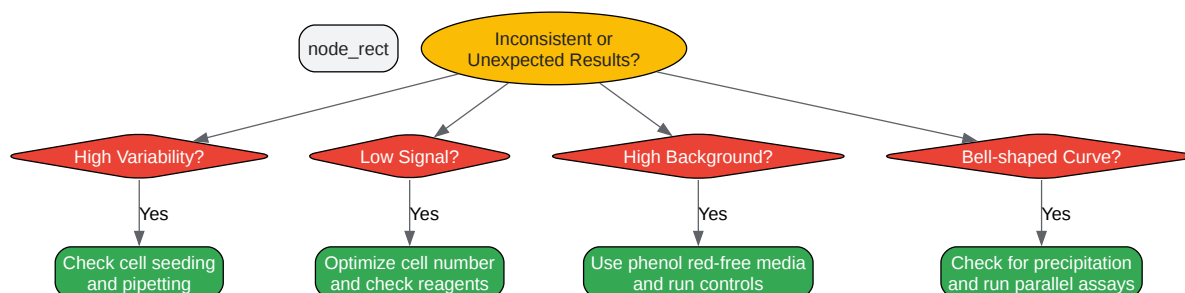 node_rect
Inconsistent or
Unexpected Results?
High Variability?
Low Signal?
High Background?
Bell-shaped Curve?
Yes
Yes
Yes
Yes
Check cell seeding
and pipetting
Optimize cell number
and check reagents
Use phenol red-free media
and run controls
Check for precipitation
and run parallel assays